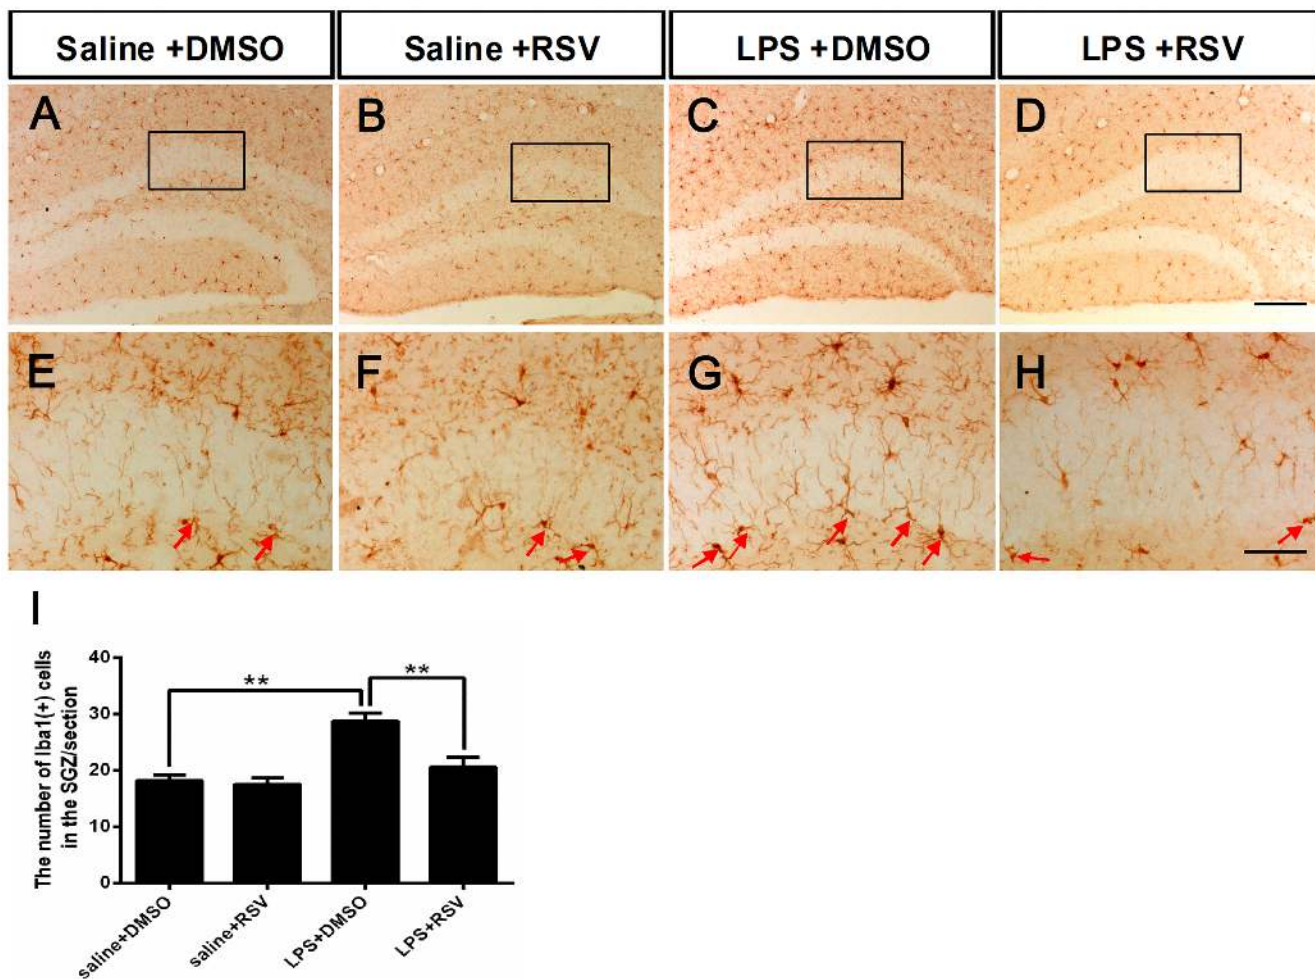 Saline +DMSO
Saline +RSV
LPS +DMSO
LPS +RSV
A
B
C
D
E
F
G
H
I
The number of Iba1(+) cells
in the SGZ/section
40
30
20
10
0
**
**
saline+DMSO
saline+RSV
LPS+DMSO
LPS+RSV